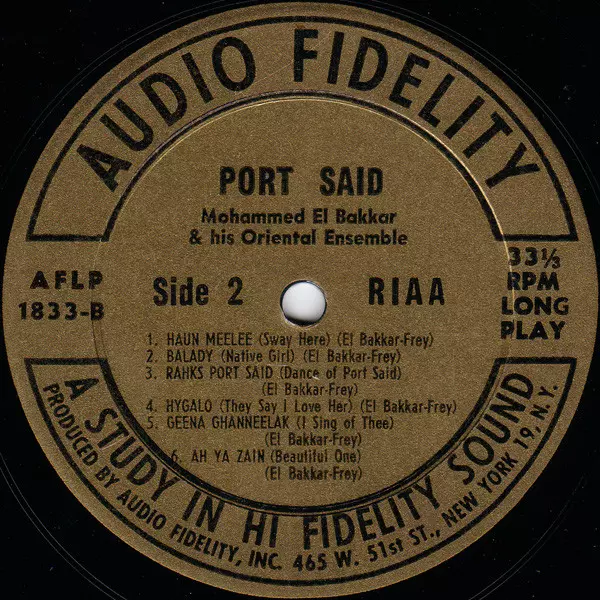 AUDIO FIDELITY
PORT SAID
Mohammed El Bakkar
& his Oriental Ensemble
AFLP
1833-B
Side 2
RIAA
33⅓
RPM
LONG
PLAY
1. HAUN MEELEE (Sway Here) (El Bakkar-Frey)
2. BALADY (Native Girl) (El Bakkar-Frey)
3. RAHKS PORT SAID (Dance of Port Said)
(El Bakkar-Frey)
4. HYGALO (They Say I Love Her) (El Bakkar-Frey)
5. GEENA GHANNEELAK (I Sing of Thee)
(El Bakkar-Frey)
6. AH YA ZAIN (Beautiful One)
(El Bakkar-Frey)
A STUDY IN HI FIDELITY SOUND
PRODUCED BY AUDIO FIDELITY, INC. 465 W. 51st ST., NEW YORK 19, N.Y.